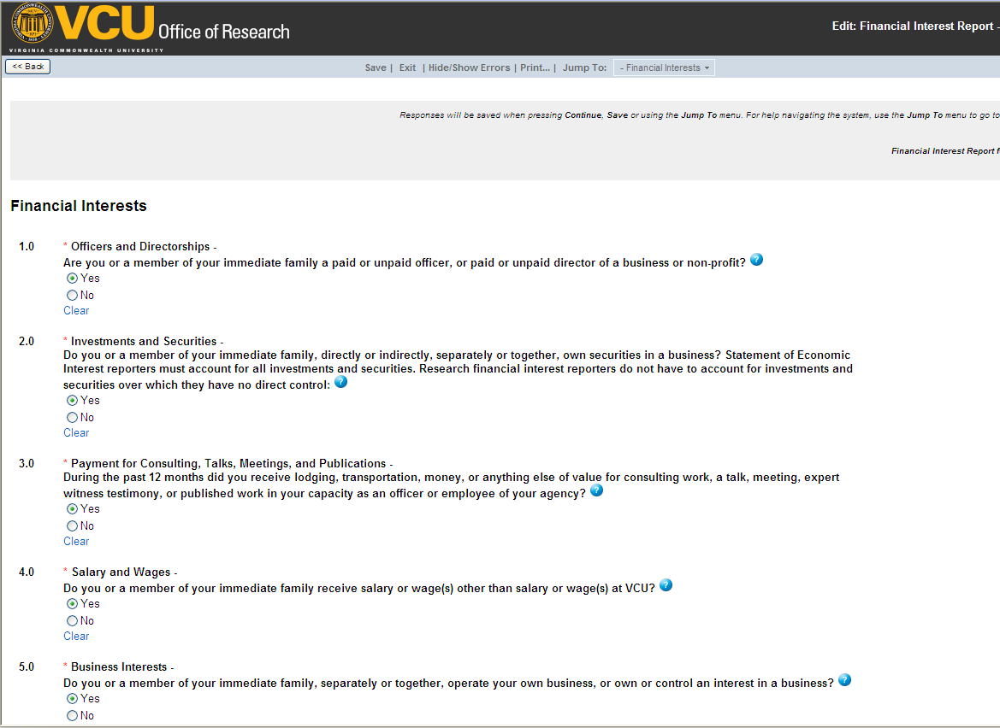 VCU Office of Research
VIRGINIA COMMONWEALTH UNIVERSITY
Edit: Financial Interest Report -
<< Back
Save | Exit | Hide/Show Errors | Print... | Jump To: - Financial Interests
Responses will be saved when pressing Continue, Save or using the Jump To menu. For help navigating the system, use the Jump To menu to go to
Financial Interest Report f
Financial Interests
1.0 * Officers and Directorships -
Are you or a member of your immediate family a paid or unpaid officer, or paid or unpaid director of a business or non-profit? ?
Yes
No
Clear
2.0 * Investments and Securities -
Do you or a member of your immediate family, directly or indirectly, separately or together, own securities in a business? Statement of Economic
Interest reporters must account for all investments and securities. Research financial interest reporters do not have to account for investments and
securities over which they have no direct control: ?
Yes
No
Clear
3.0 * Payment for Consulting, Talks, Meetings, and Publications -
During the past 12 months did you receive lodging, transportation, money, or anything else of value for consulting work, a talk, meeting, expert
witness testimony, or published work in your capacity as an officer or employee of your agency? ?
Yes
No
Clear
4.0 * Salary and Wages -
Do you or a member of your immediate family receive salary or wage(s) other than salary or wage(s) at VCU? ?
Yes
No
Clear
5.0 * Business Interests -
Do you or a member of your immediate family, separately or together, operate your own business, or own or control an interest in a business? ?
Yes
No